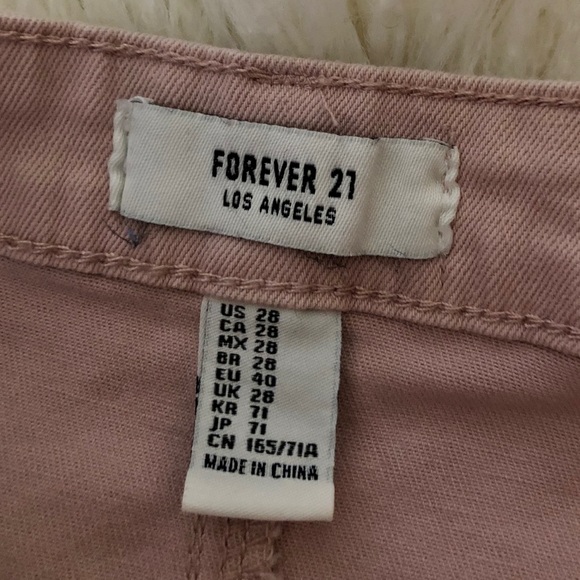 FOREVER 21
LOS ANGELES
US 28
CA 28
MX 28
BR 28
EU 40
UK 28
KR 71
JP 71
CN 165/71A
MADE IN CHINA